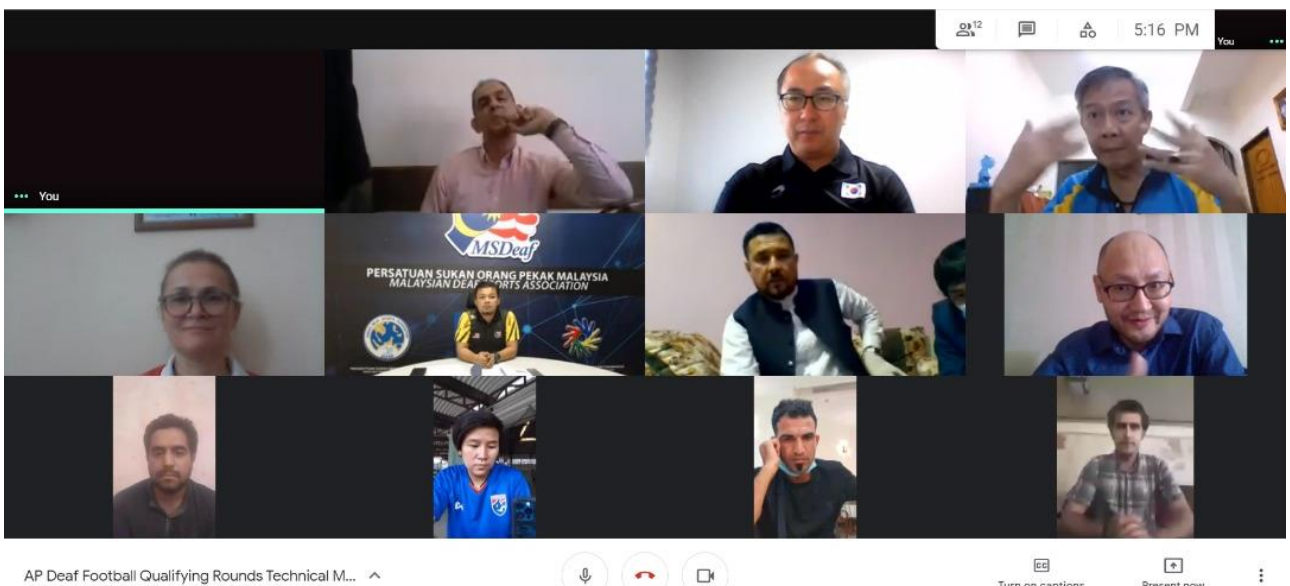 12
5:16 PM
You
You
MSDeaf
PERSATUAN SUKAN ORANG PEKAK MALAYSIA
MALAYSIAN DEAF SPORTS ASSOCIATION
AP Deaf Football Qualifying Rounds Technical M...
CC
Turn on captions
Present now